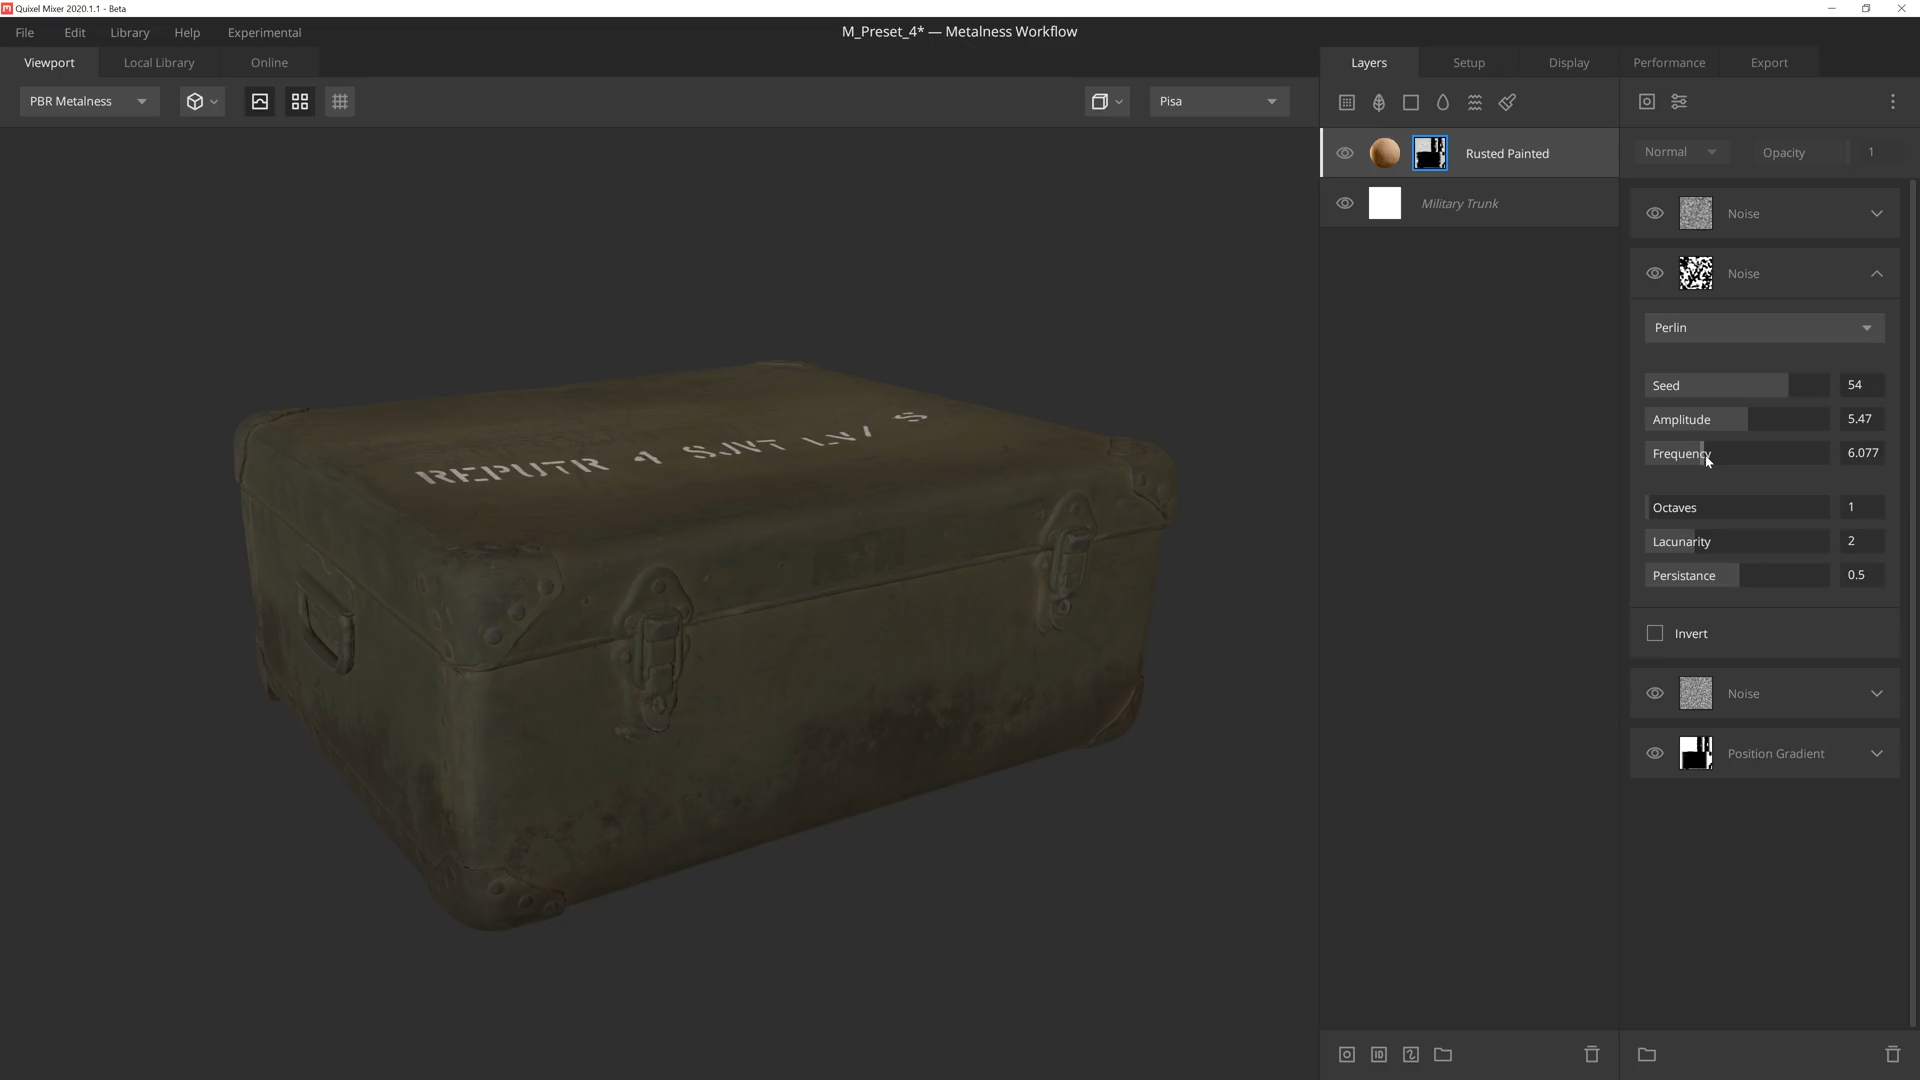 Quixel Mixer 2020.1.1 - Beta
File Edit Library Help Experimental
M_Preset_4* — Metalness Workflow
Viewport Local Library Online
Layers Setup Display Performance Export
PBR Metalness
Pisa
Rusted Painted
Military Trunk
Normal Opacity 1
Noise
Noise
Perlin
Seed 54
Amplitude 5.47
Frequency 6.077
Octaves 1
Lacunarity 2
Persistance 0.5
Invert
Noise
Position Gradient
REPUTR 4